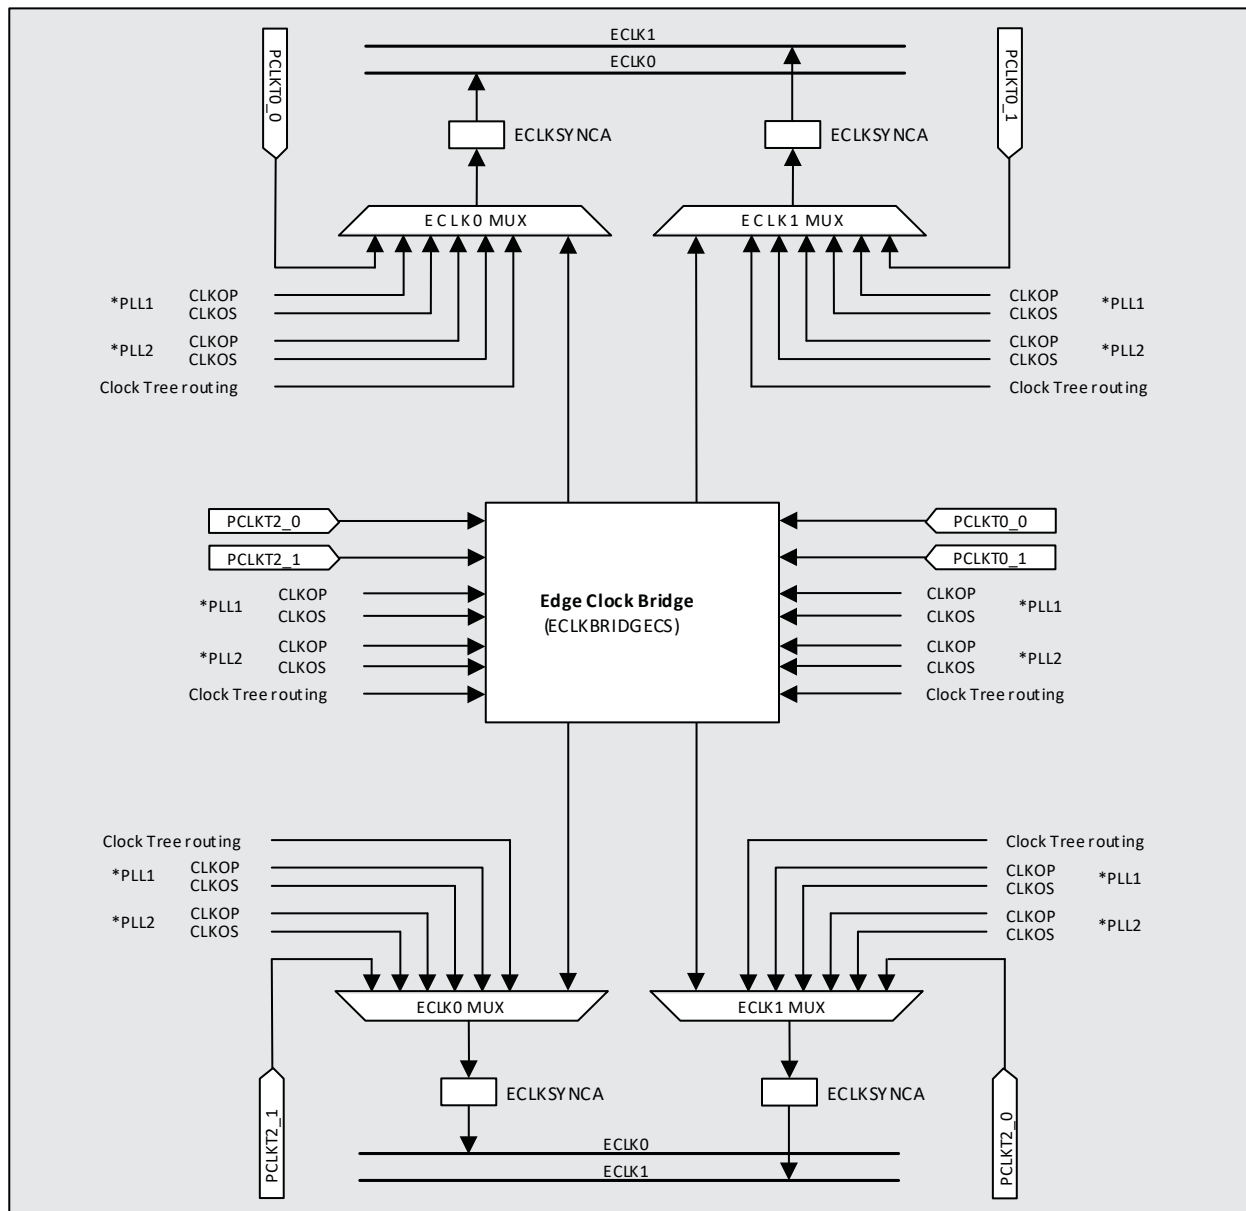 ECLK1
ECLK0
PCLKT0_0
PCLKT0_1
ECLKSYNCA
ECLKSYNCA
ECLK0 MUX
ECLK1 MUX
*PLL1
CLKOP
CLKOS
*PLL2
CLKOP
CLKOS
Clock Tree routing
CLKOP
CLKOS
*PLL1
CLKOP
CLKOS
*PLL2
Clock Tree routing
PCLKT2_0
PCLKT2_1
*PLL1
CLKOP
CLKOS
*PLL2
CLKOP
CLKOS
Clock Tree routing
Edge Clock Bridge
(ECLKBRIDGECS)
PCLKT0_0
PCLKT0_1
CLKOP
CLKOS
*PLL1
CLKOP
CLKOS
*PLL2
Clock Tree routing
Clock Tree routing
*PLL1
CLKOP
CLKOS
*PLL2
CLKOP
CLKOS
Clock Tree routing
CLKOP
CLKOS
*PLL1
CLKOP
CLKOS
*PLL2
ECLK0 MUX
ECLK1 MUX
ECLKSYNCA
ECLKSYNCA
PCLKT2_1
PCLKT2_0
ECLK0
ECLK1